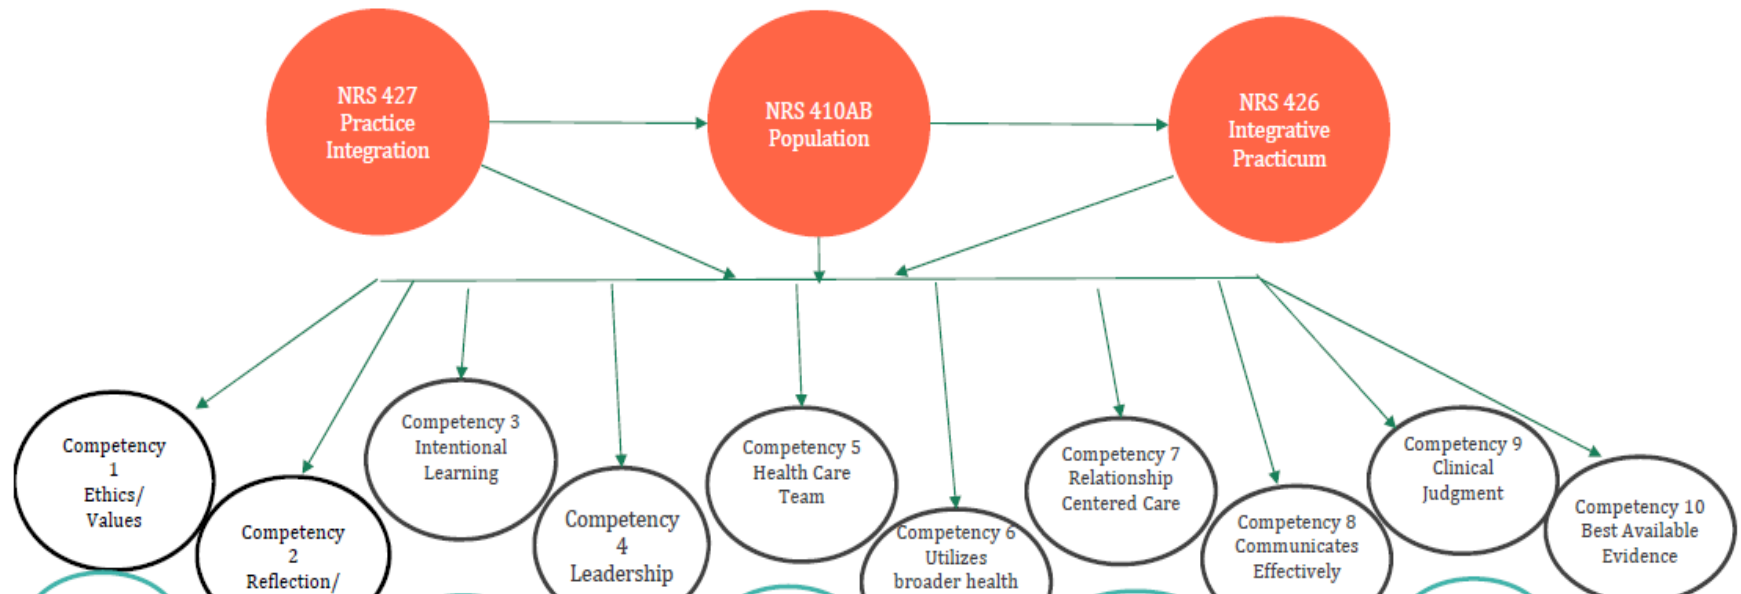 NRS 427
Practice
Integration
NRS 410AB
Population
NRS 426
Integrative
Practicum
Competency
1
Ethics/
Values
Competency
2
Reflection/
Competency 3
Intentional
Learning
Competency
4
Leadership
Competency 5
Health Care
Team
Competency 6
Utilizes
broader health
Competency 7
Relationship
Centered Care
Competency 8
Communicates
Effectively
Competency 9
Clinical
Judgment
Competency 10
Best Available
Evidence